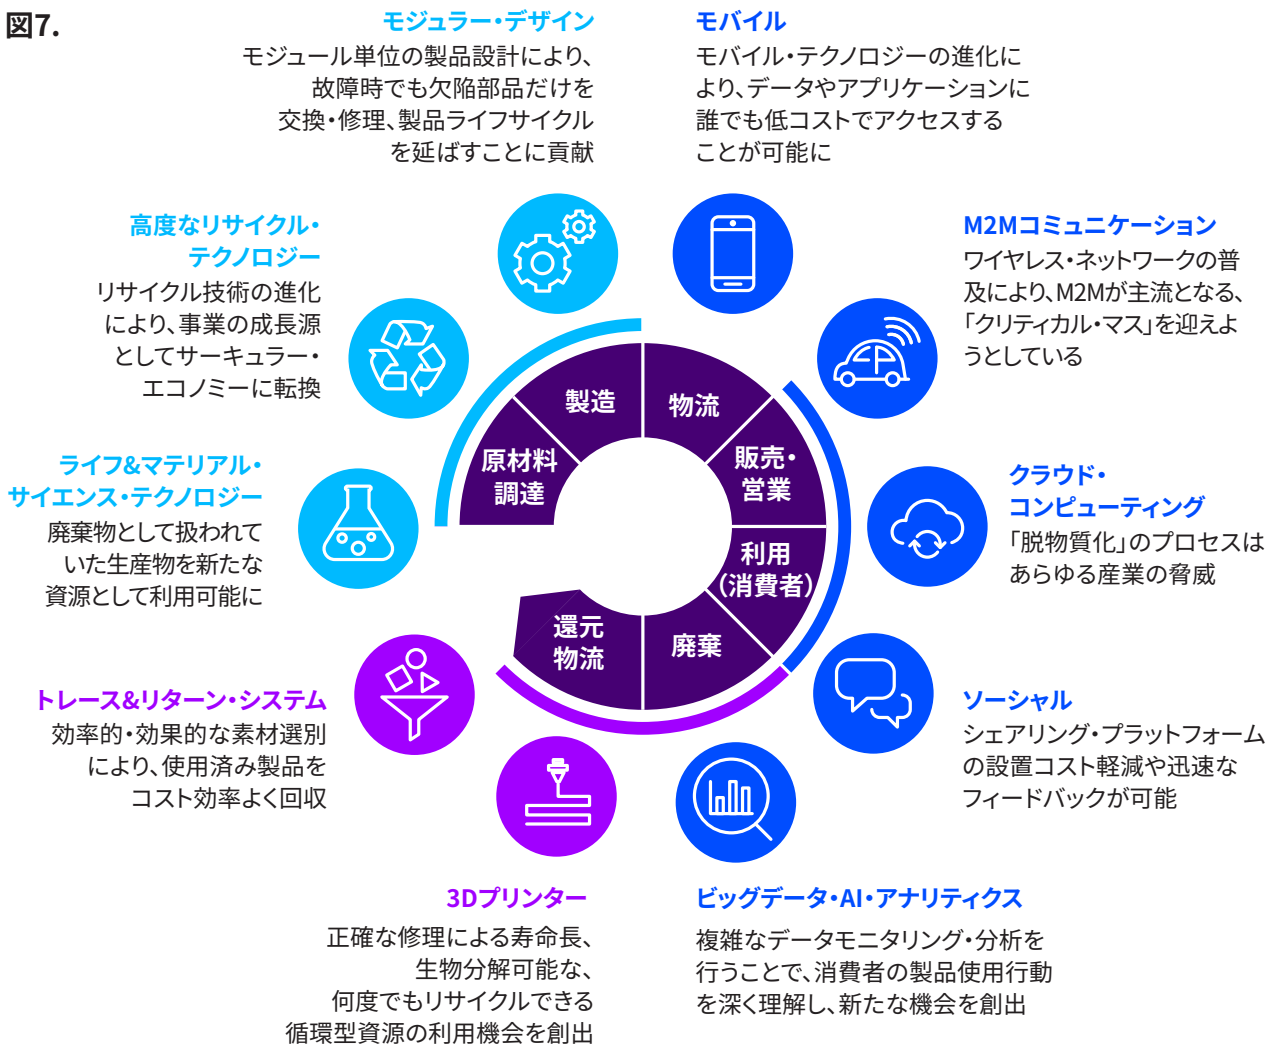 図7.
モジュラー・デザイン
モジュール単位の製品設計により、
故障時でも欠陥部品だけを
交換・修理、製品ライフサイクル
を延ばすことに貢献
モバイル
モバイル・テクノロジーの進化に
より、データやアプリケーションに
誰でも低コストでアクセスする
ことが可能に
高度なリサイクル・
テクノロジー
リサイクル技術の進化
により、事業の成長源
としてサーキュラー・
エコノミーに転換
M2Mコミュニケーション
ワイヤレス・ネットワークの普
及により、M2Mが主流となる、
「クリティカル・マス」を迎えよ
うとしている
ライフ&マテリアル・
サイエンス・テクノロジー
廃棄物として扱われて
いた生産物を新たな
資源として利用可能に
クラウド・
コンピューティング
「脱物質化」のプロセスは
あらゆる産業の脅威
原材料
調達
製造
物流
販売・
営業
利用
（消費者）
廃棄
還元
物流
トレース&リターン・システム
効率的・効果的な素材選別
により、使用済み製品を
コスト効率よく回収
ソーシャル
シェアリング・プラットフォーム
の設置コスト軽減や迅速な
フィードバックが可能
3Dプリンター
正確な修理による寿命長、
生物分解可能な、
何度でもリサイクルできる
循環型資源の利用機会を創出
ビッグデータ・AI・アナリティクス
複雑なデータモニタリング・分析を
行うことで、消費者の製品使用行動
を深く理解し、新たな機会を創出